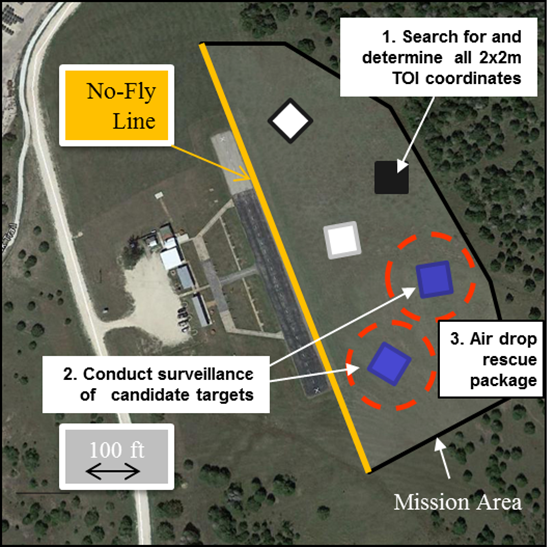 1. Search for and
determine all 2x2m
TOI coordinates
No-Fly
Line
3. Air drop
rescue
package
2. Conduct surveillance
of candidate targets
100 ft
Mission Area